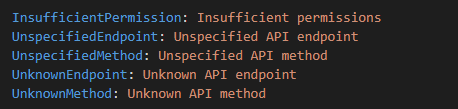 InsufficientPermission: Insufficient permissions
UnspecifiedEndpoint: Unspecified API endpoint
UnspecifiedMethod: Unspecified API method
UnknownEndpoint: Unknown API endpoint
UnknownMethod: Unknown API method